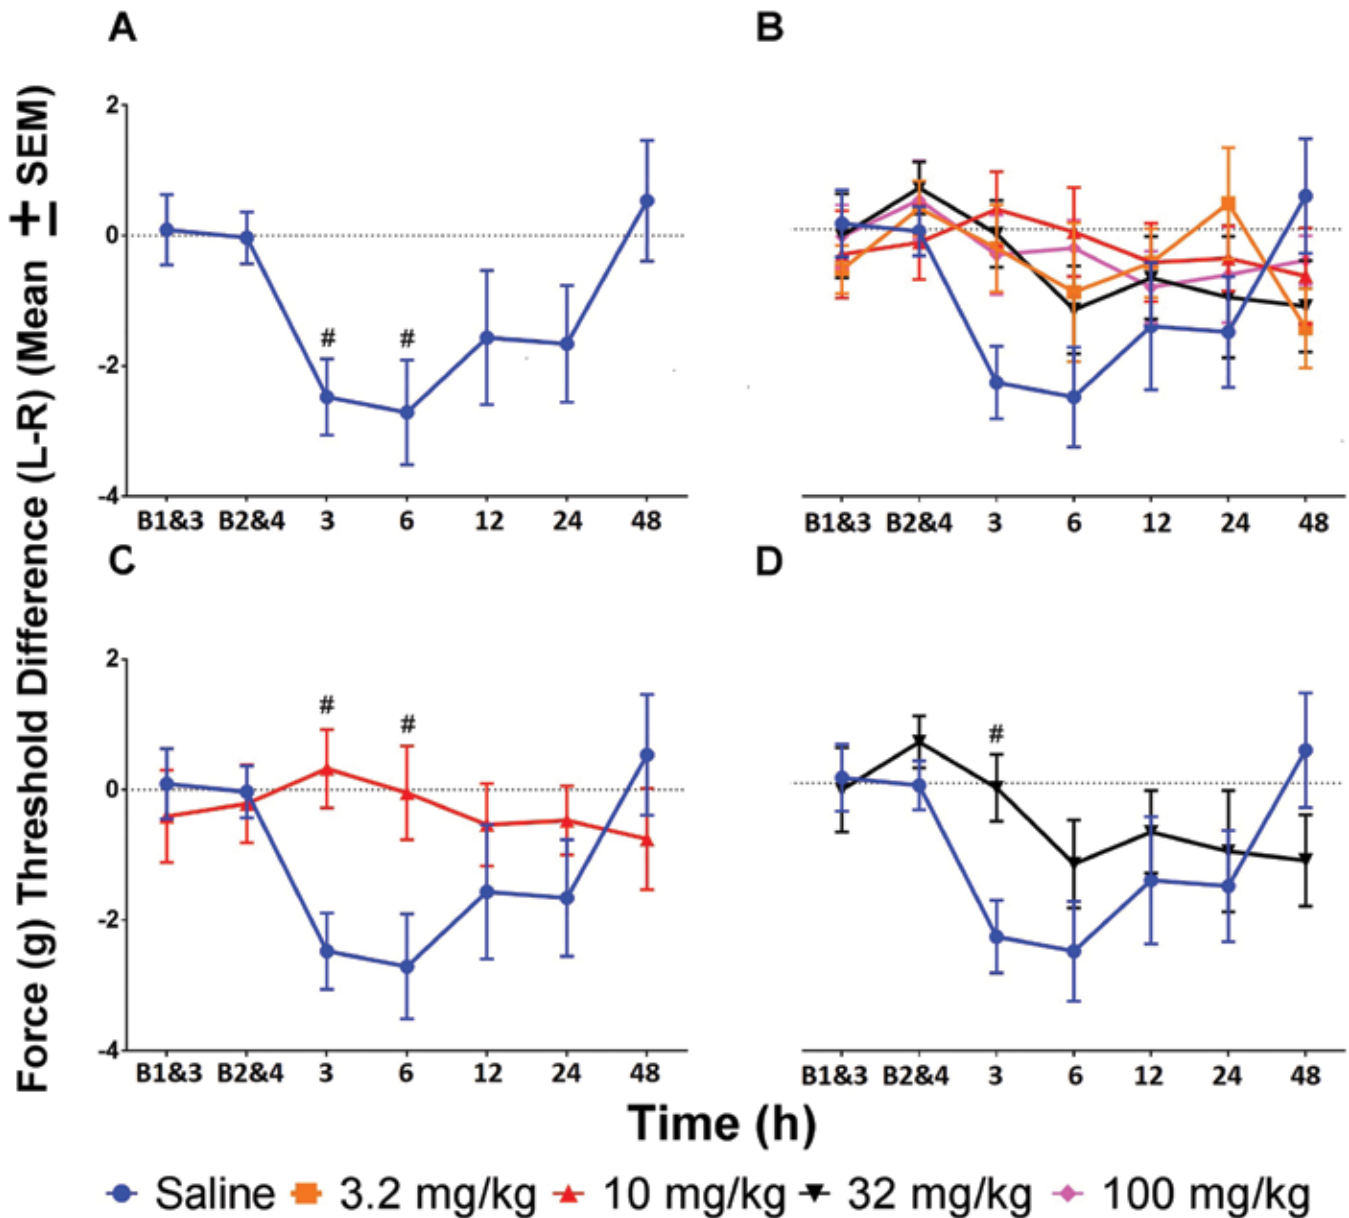 A
B
Force (g) Threshold Difference (L-R) (Mean ± SEM)
2
0
-2
-4
# #
B1&3 B2&4 3 6 12 24 48
B1&3 B2&4 3 6 12 24 48
C
D
2
0
-2
-4
# #
#
B1&3 B2&4 3 6 12 24 48
B1&3 B2&4 3 6 12 24 48
Time (h)
Saline 3.2 mg/kg 10 mg/kg 32 mg/kg 100 mg/kg